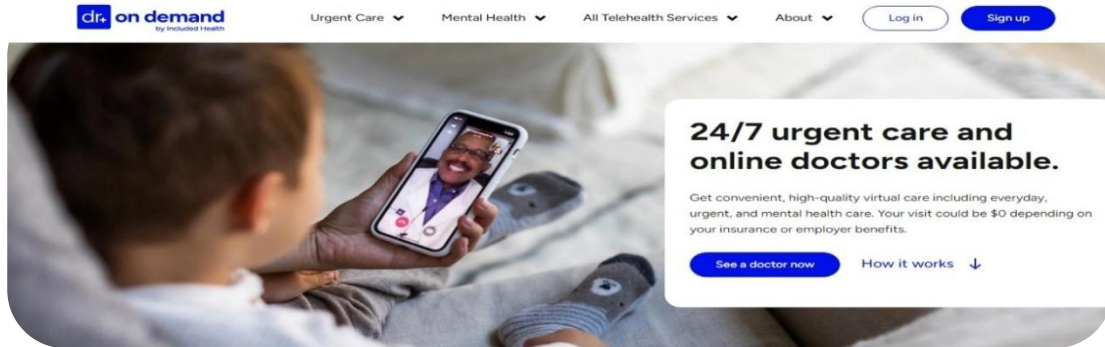 dr+ on demand
by Included Health
Urgent Care
Mental Health
All Telehealth Services
About
Log in
Sign up
24/7 urgent care and
online doctors available.
Get convenient, high-quality virtual care including everyday,
urgent, and mental health care. Your visit could be $0 depending on
your insurance or employer benefits.
See a doctor now
How it works